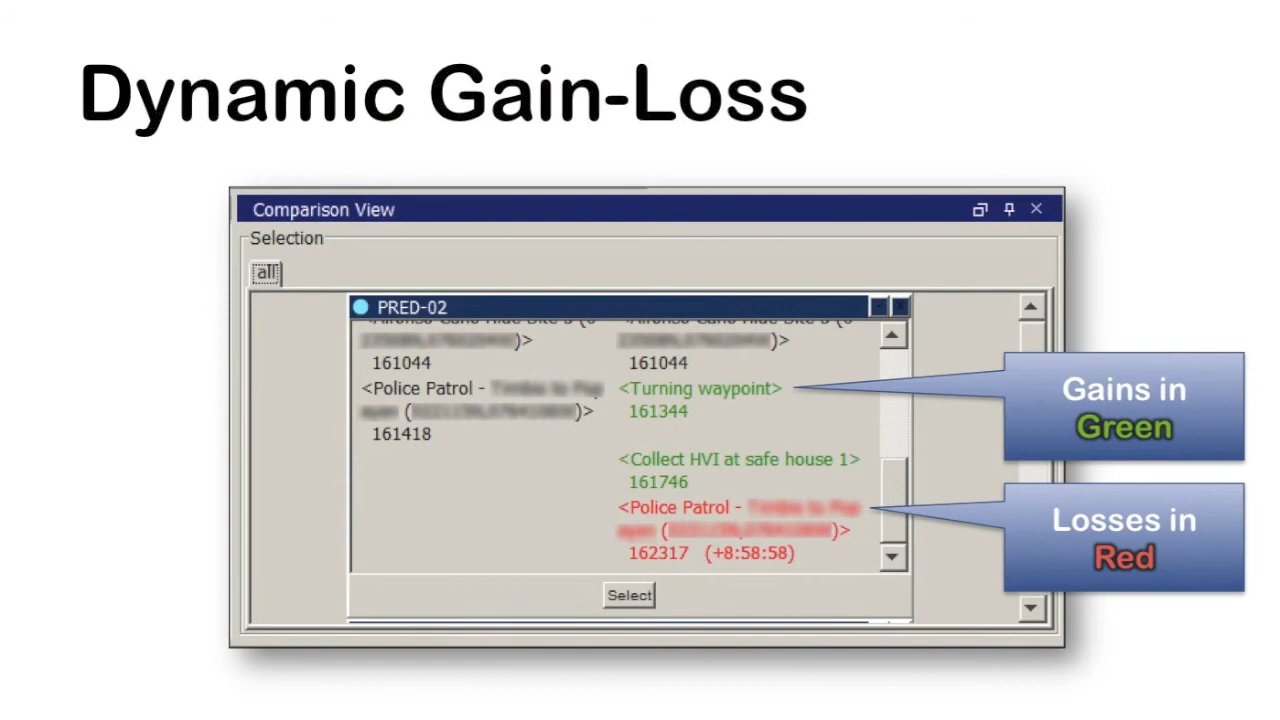 Dynamic Gain-Loss
Comparison View
Selection
all
PRED-02
)>
161044
<Police Patrol -
(
)>
161418
)>
161044
<Turning waypoint>
161344
<Collect HVI at safe house 1>
161746
<Police Patrol -
(
)>
162317 (+8:58:58)
Select
Gains in
Green
Losses in
Red